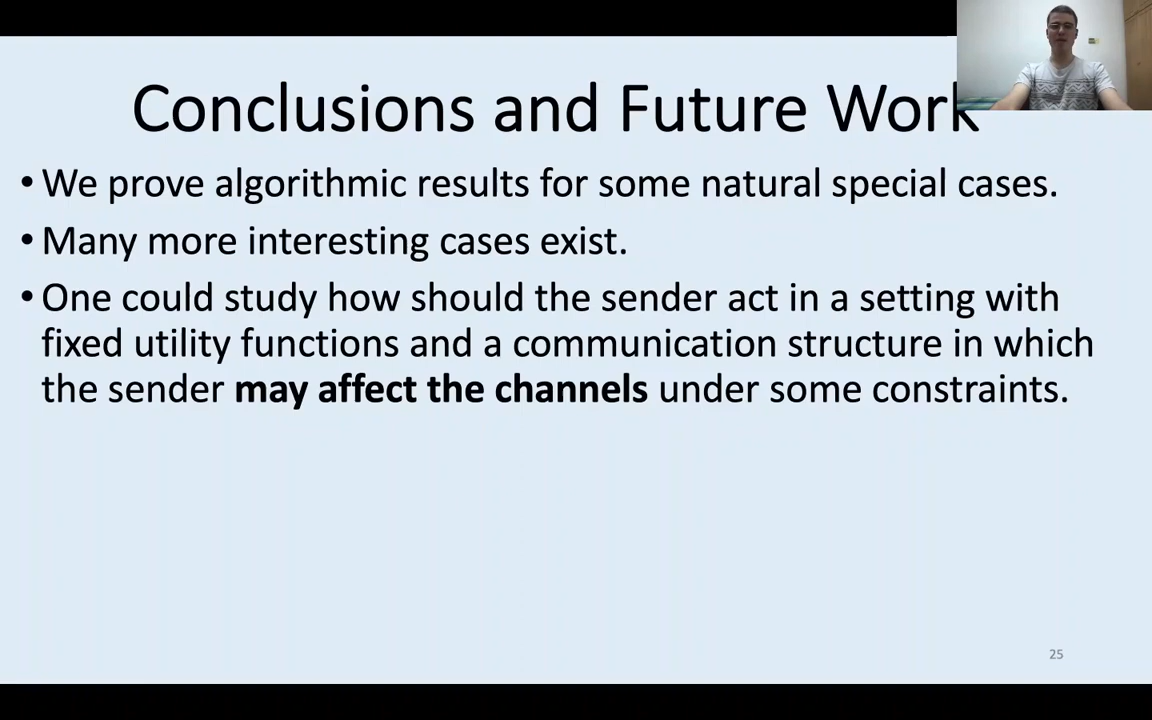 Conclusions and Future Work
• We prove algorithmic results for some natural special cases.
• Many more interesting cases exist.
• One could study how should the sender act in a setting with
fixed utility functions and a communication structure in which
the sender may affect the channels under some constraints.
25